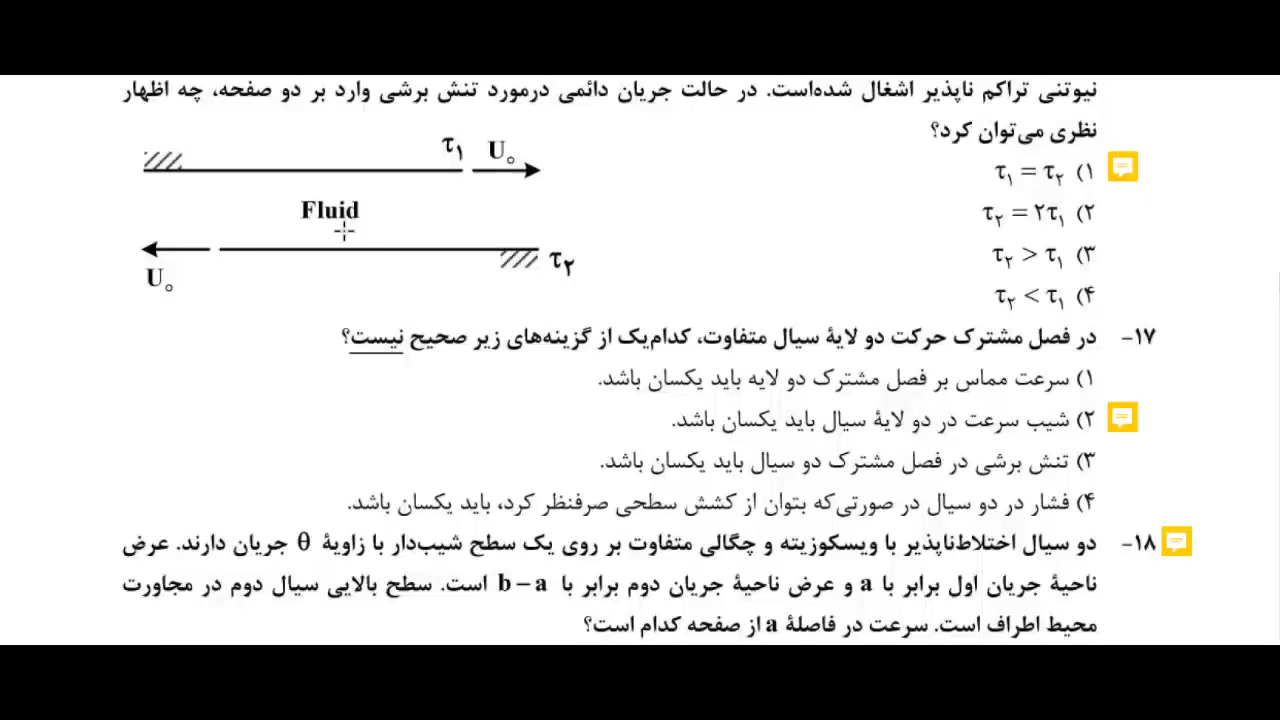 نیوتنی تراکم ناپذیر اشغال شده‌است. در حالت جریان دائمی درمورد تنش برشی وارد بر دو صفحه، چه اظهار
نظری می‌توان کرد؟
τ۱ U۰
Fluid
U۰ τ۲
۱) τ۱ = τ۲
۲) τ۲ = ۲τ۱
۳) τ۲ > τ۱
۴) τ۲ < τ۱
۱۷- در فصل مشترک حرکت دو لایهٔ سیال متفاوت، کدام‌یک از گزینه‌های زیر صحیح نیست؟
۱) سرعت مماس بر فصل مشترک دو لایه باید یکسان باشد.
۲) شیب سرعت در دو لایهٔ سیال باید یکسان باشد.
۳) تنش برشی در فصل مشترک دو سیال باید یکسان باشد.
۴) فشار در دو سیال در صورتی‌که بتوان از کشش سطحی صرفنظر کرد، باید یکسان باشد.
۱۸- دو سیال اختلاط‌ناپذیر با ویسکوزیته و چگالی متفاوت بر روی یک سطح شیب‌دار با زاویهٔ θ جریان دارند. عرض
ناحیهٔ جریان اول برابر با a و عرض ناحیهٔ جریان دوم برابر با b – a است. سطح بالایی سیال دوم در مجاورت
محیط اطراف است. سرعت در فاصلهٔ a از صفحه کدام است؟